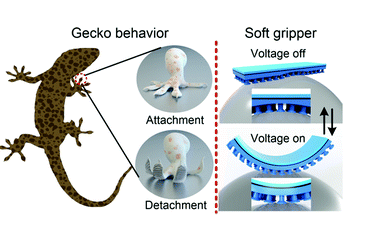 Gecko behavior
Attachment
Detachment
Soft gripper
Voltage off
Voltage on